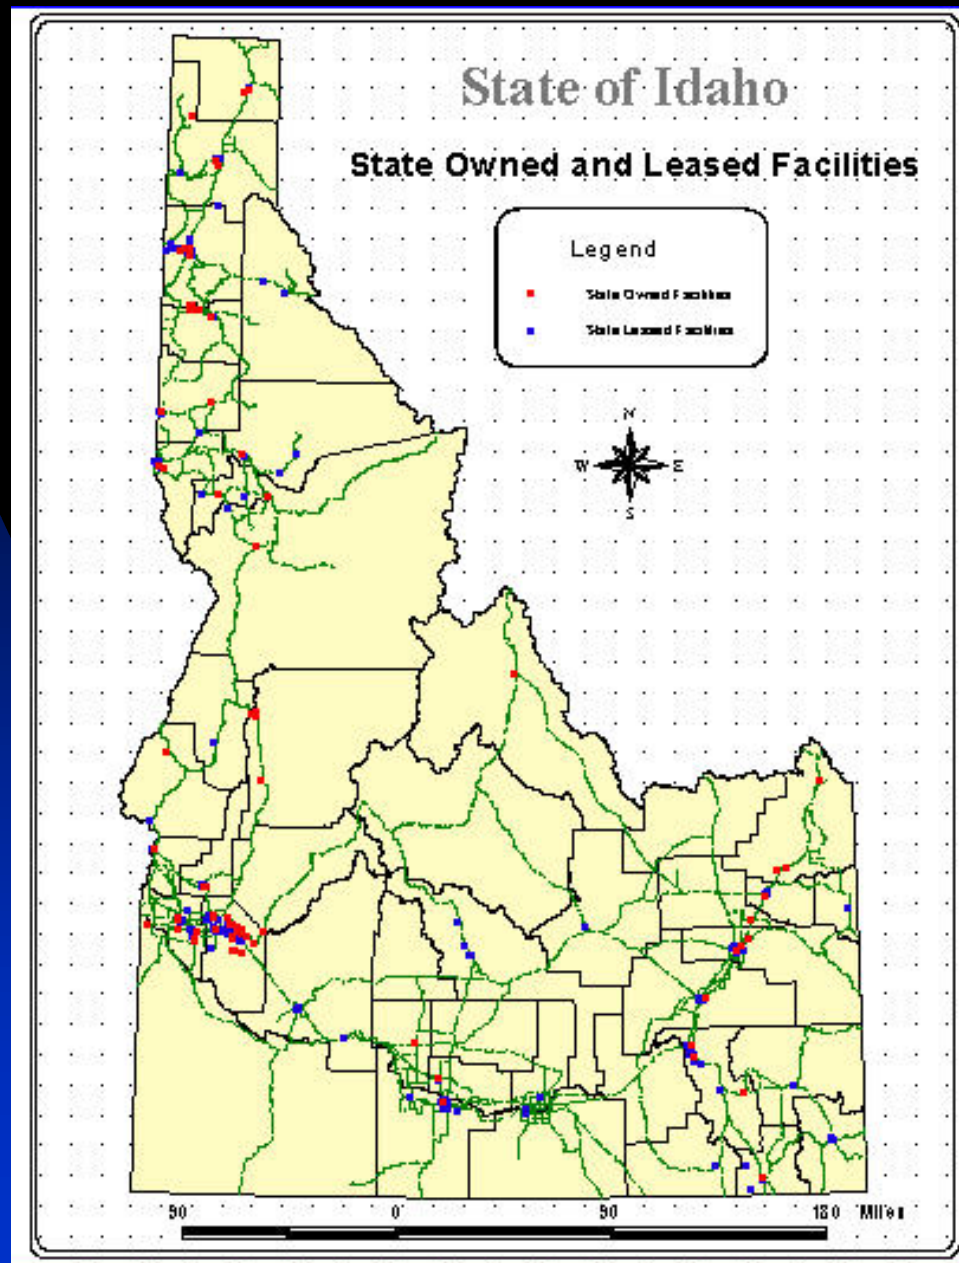 State of Idaho
State Owned and Leased Facilities
Legend
State Owned Facilities
State Leased Facilities
N
W E
S
90 0 90 180 Miles